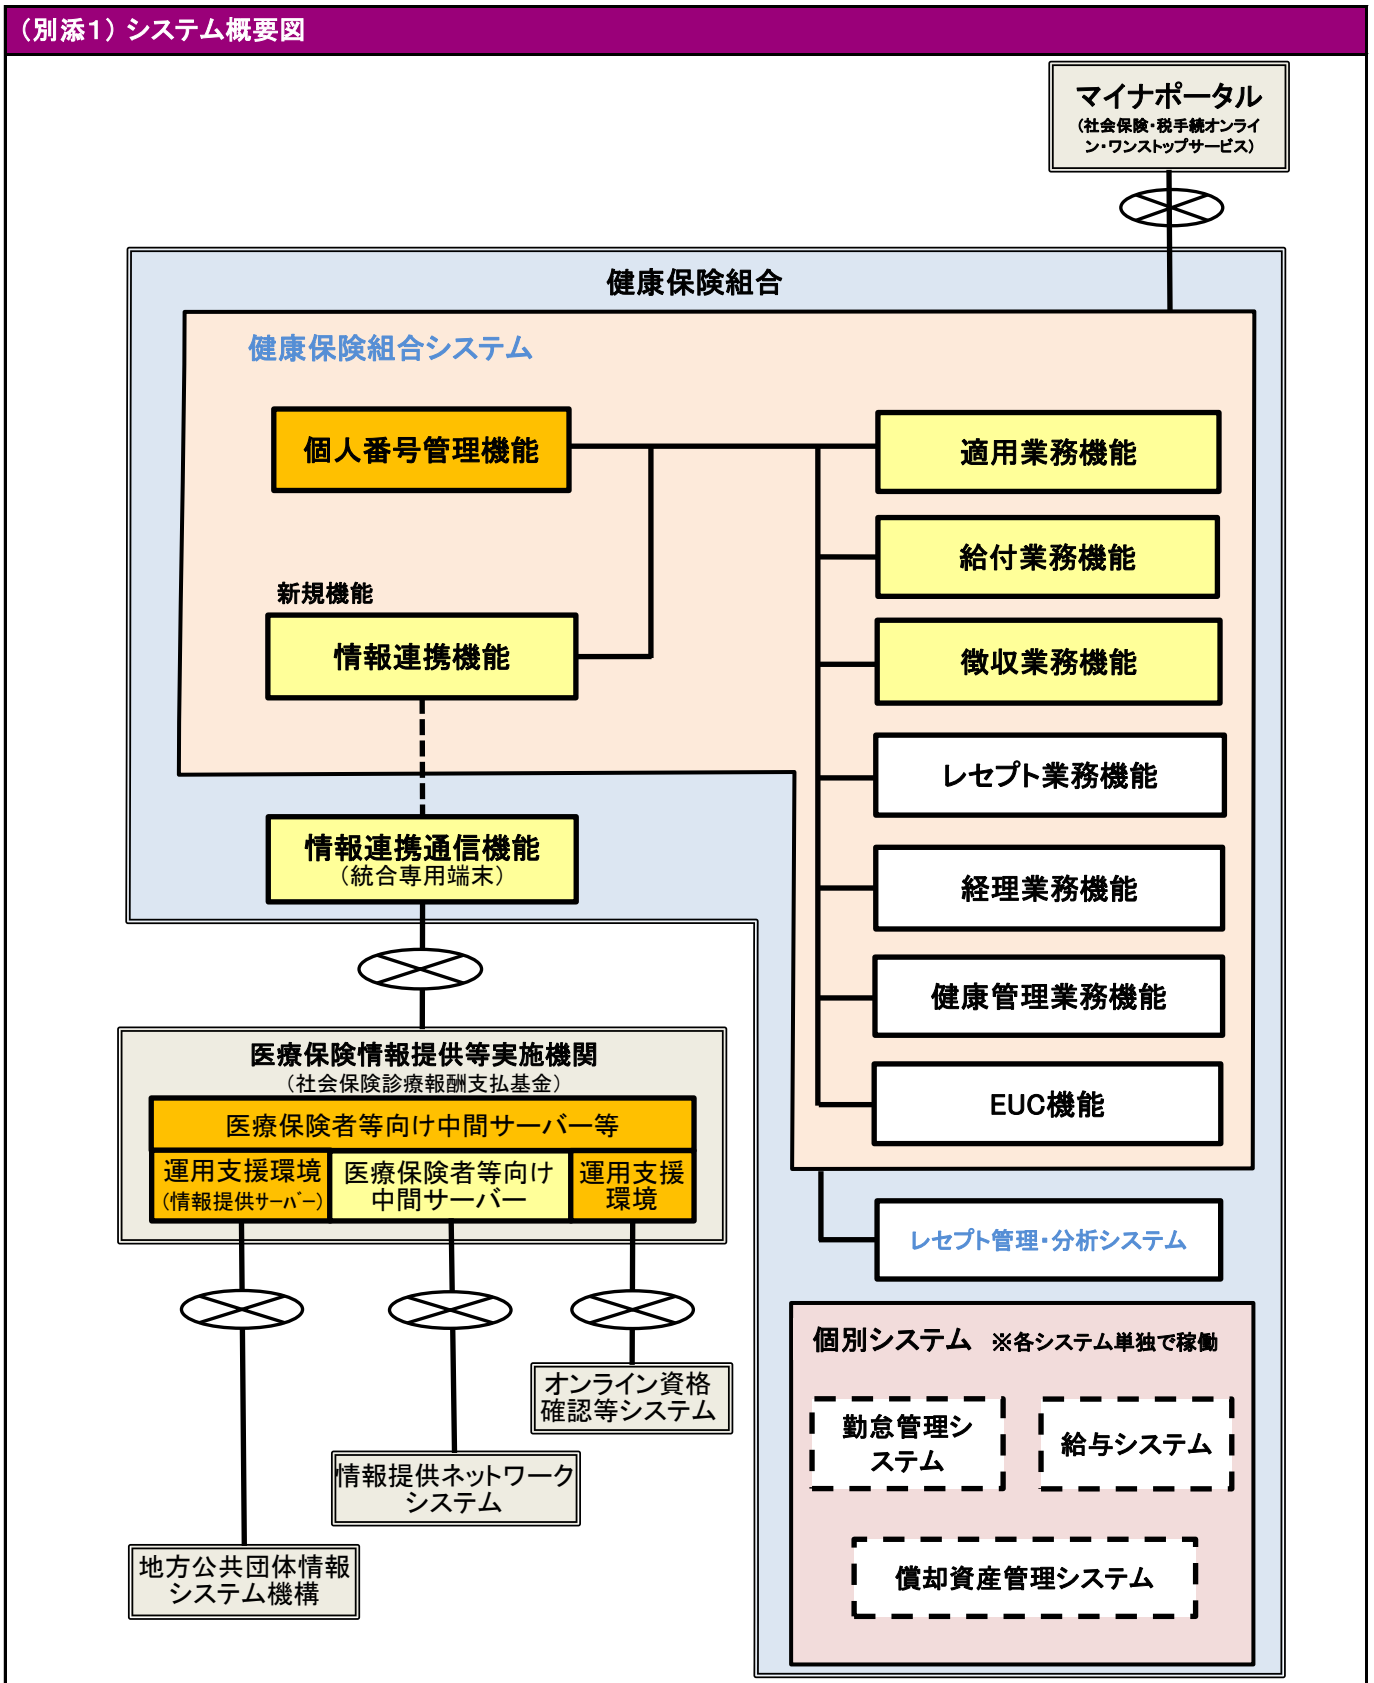 （別添１）システム概要図
マイナポータル
（社会保険・税手続オンライ
ン・ワンストップサービス）
健康保険組合
健康保険組合システム
個人番号管理機能
適用業務機能
給付業務機能
新規機能
情報連携機能
徴収業務機能
レセプト業務機能
情報連携通信機能
（統合専用端末）
経理業務機能
健康管理業務機能
医療保険情報提供等実施機関
（社会保険診療報酬支払基金）
EUC機能
医療保険者等向け中間サーバー等
運用支援環境
（情報提供サーバー）
医療保険者等向け
中間サーバー
運用支援
環境
レセプト管理・分析システム
個別システム ※各システム単独で稼働
オンライン資格
確認等システム
勤怠管理シ
ステム
給与システム
情報提供ネットワーク
システム
地方公共団体情報
システム機構
償却資産管理システム